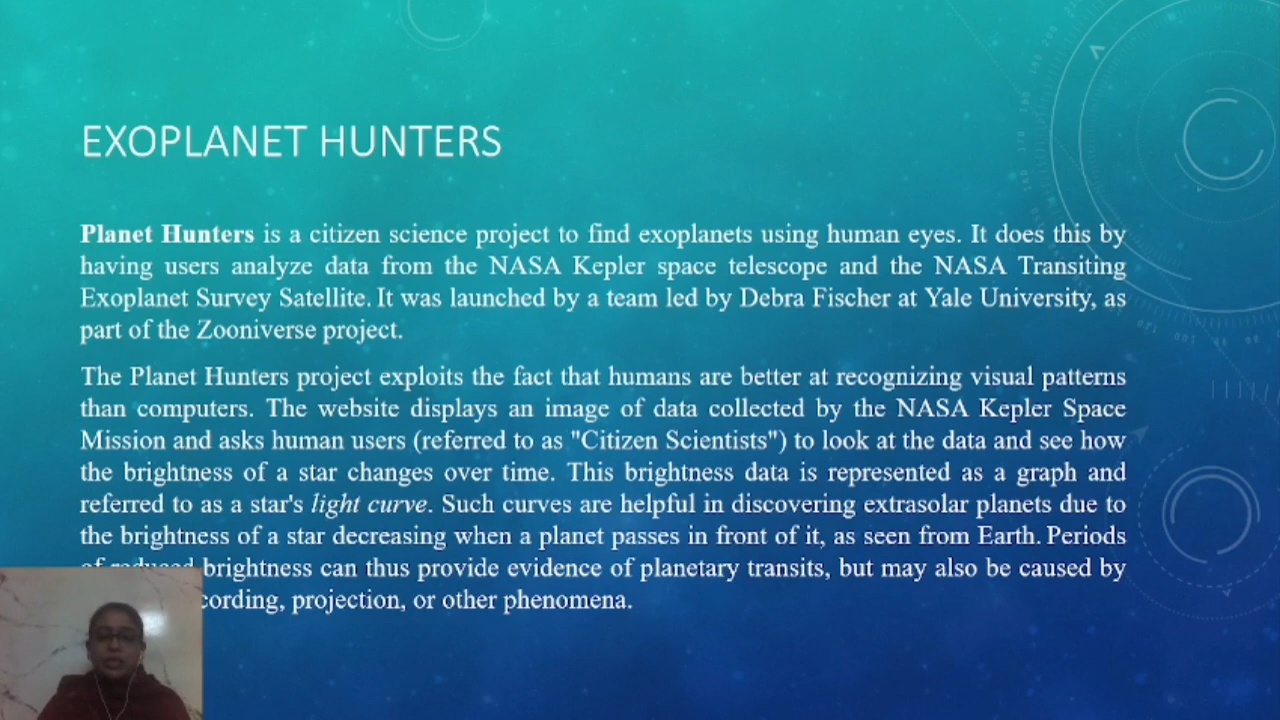 EXOPLANET HUNTERS
Planet Hunters is a citizen science project to find exoplanets using human eyes. It does this by
having users analyze data from the NASA Kepler space telescope and the NASA Transiting
Exoplanet Survey Satellite. It was launched by a team led by Debra Fischer at Yale University, as
part of the Zooniverse project.
The Planet Hunters project exploits the fact that humans are better at recognizing visual patterns
than computers. The website displays an image of data collected by the NASA Kepler Space
Mission and asks human users (referred to as "Citizen Scientists") to look at the data and see how
the brightness of a star changes over time. This brightness data is represented as a graph and
referred to as a star's light curve. Such curves are helpful in discovering extrasolar planets due to
the brightness of a star decreasing when a planet passes in front of it, as seen from Earth. Periods
of reduced brightness can thus provide evidence of planetary transits, but may also be caused by
projection, or other phenomena.